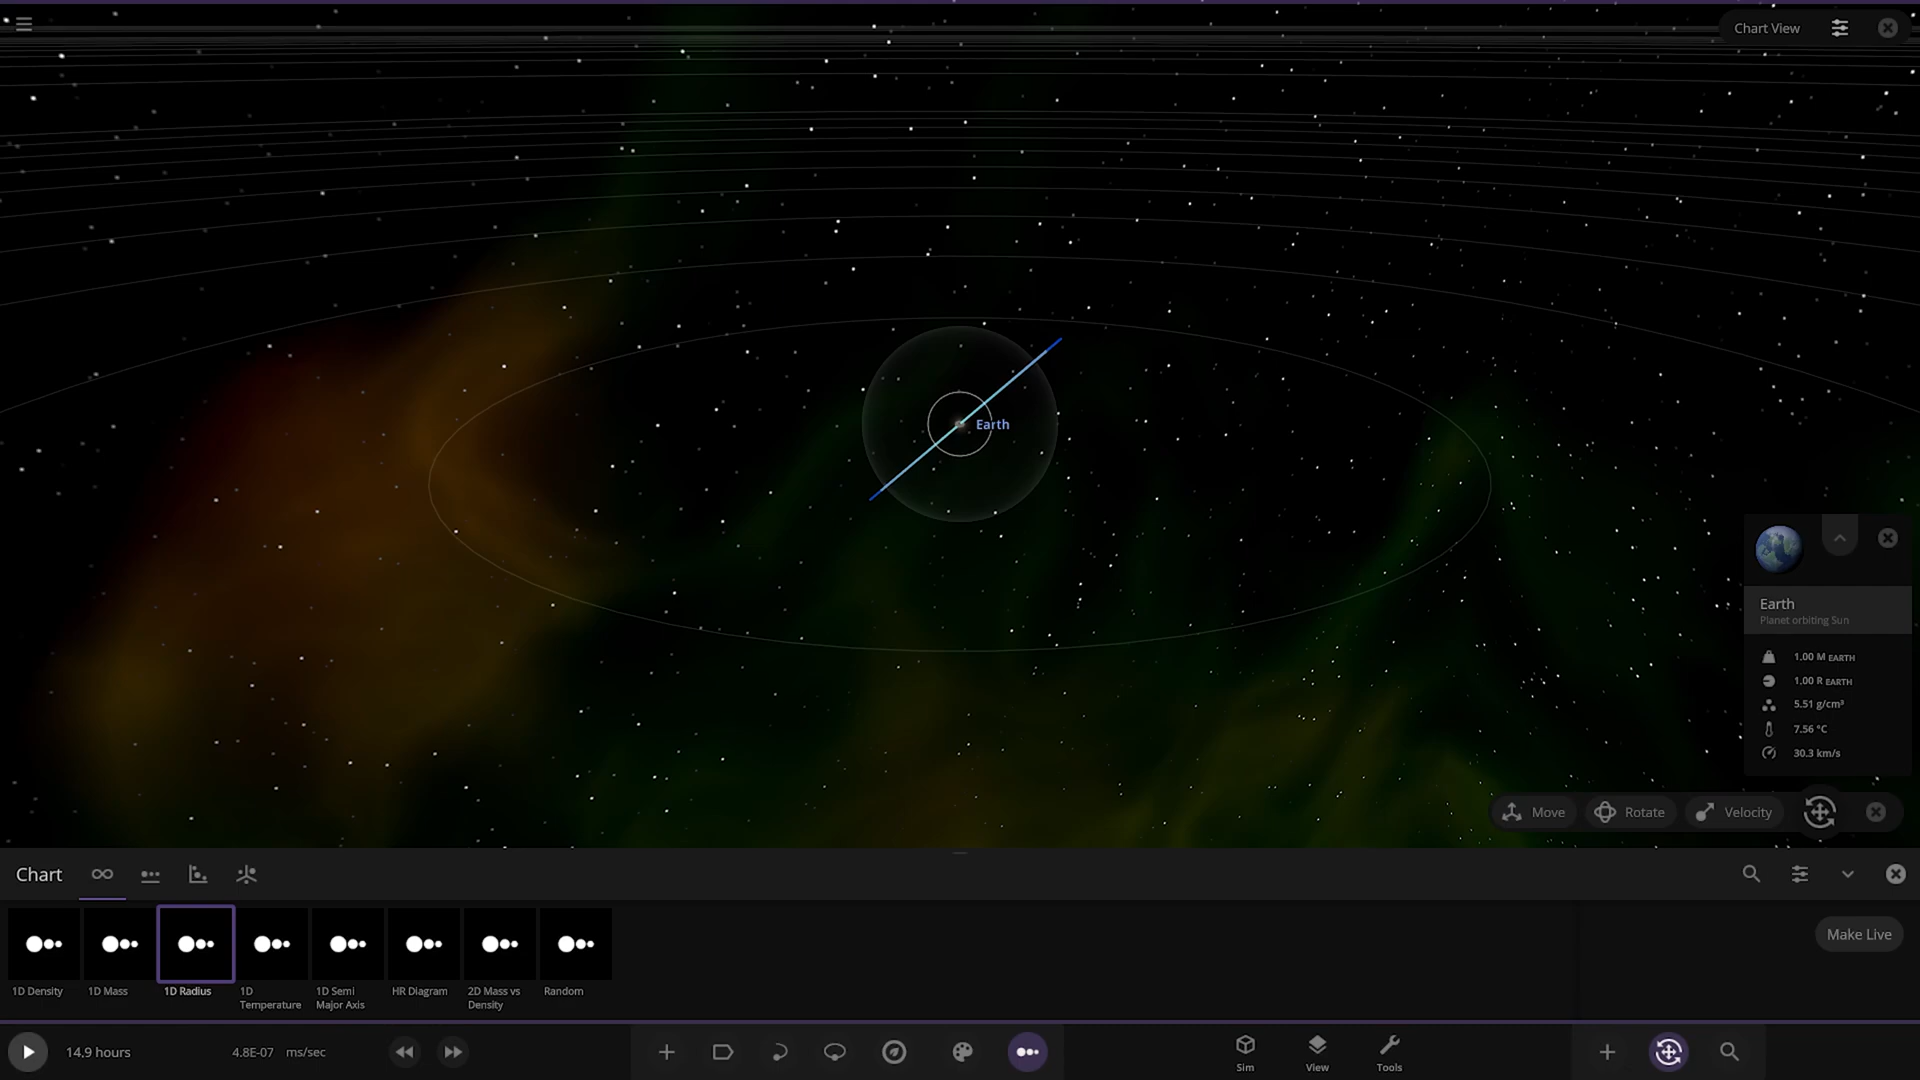 Chart View
Earth
Earth
Planet orbiting Sun
1.00 M EARTH
1.00 R EARTH
5.51 g/cm³
7.56 °C
30.3 km/s
Move
Rotate
Velocity
Chart
Make Live
1D Density
1D Mass
1D Radius
1D
Temperature
1D Semi
Major Axis
HR Diagram
2D Mass vs
Density
Random
14.9 hours
4.8E-07 ms/sec
Sim
View
Tools